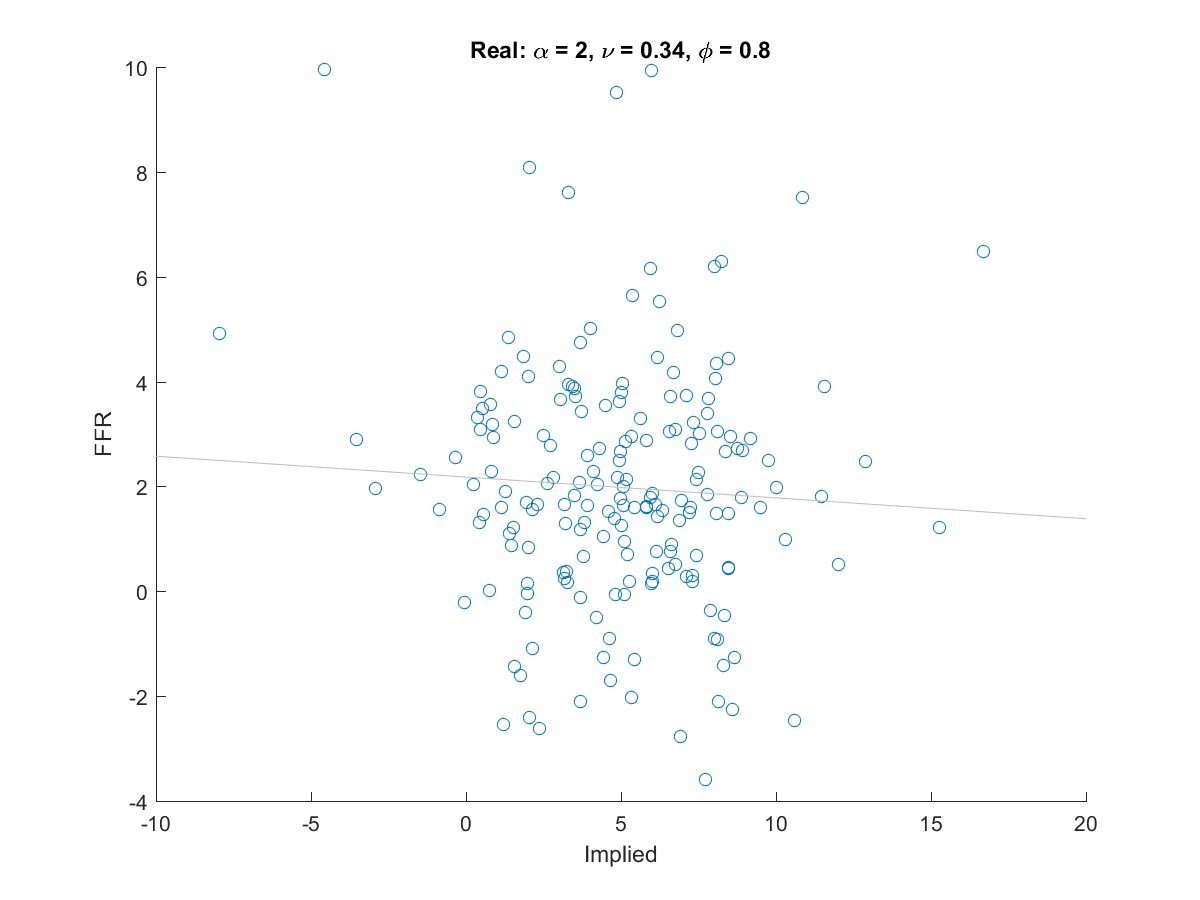 Real: α = 2, ν = 0.34, ϕ = 0.8
10
8
6
4
2
0
-2
-4
FFR
-10 -5 0 5 10 15 20
Implied